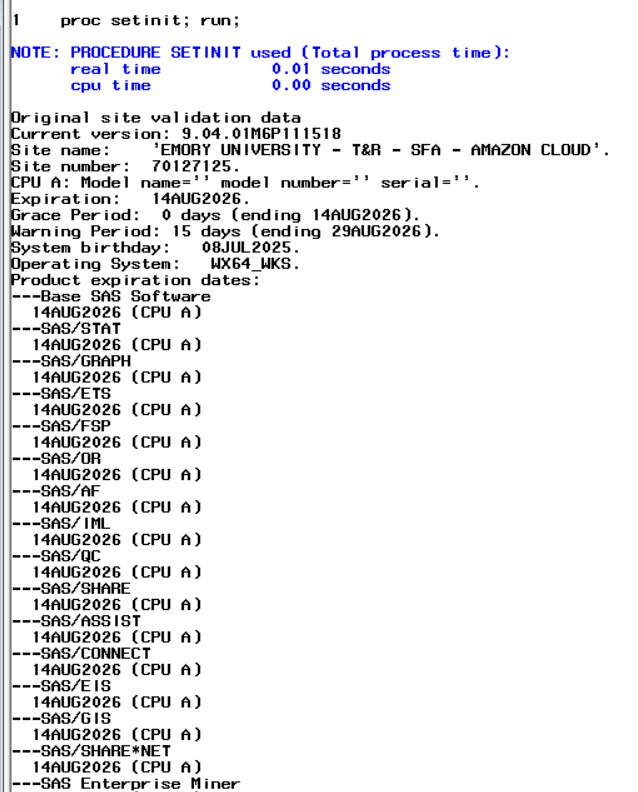 1 proc setinit; run;
NOTE: PROCEDURE SETINIT used (Total process time):
real time 0.01 seconds
cpu time 0.00 seconds
Original site validation data
Current version: 9.04.01M6P111518
Site name: 'EMORY UNIVERSITY - T&R - SFA - AMAZON CLOUD'.
Site number: 70127125.
CPU A: Model name='' model number='' serial=''.
Expiration: 14AUG2026.
Grace Period: 0 days (ending 14AUG2026).
Warning Period: 15 days (ending 29AUG2026).
System birthday: 08JUL2025.
Operating System: WX64_WKS.
Product expiration dates:
---Base SAS Software
14AUG2026 (CPU A)
---SAS/STAT
14AUG2026 (CPU A)
---SAS/GRAPH
14AUG2026 (CPU A)
---SAS/ETS
14AUG2026 (CPU A)
---SAS/FSP
14AUG2026 (CPU A)
---SAS/OR
14AUG2026 (CPU A)
---SAS/AF
14AUG2026 (CPU A)
---SAS/IML
14AUG2026 (CPU A)
---SAS/QC
14AUG2026 (CPU A)
---SAS/SHARE
14AUG2026 (CPU A)
---SAS/ASSIST
14AUG2026 (CPU A)
---SAS/CONNECT
14AUG2026 (CPU A)
---SAS/EIS
14AUG2026 (CPU A)
---SAS/GIS
14AUG2026 (CPU A)
---SAS/SHARE*NET
14AUG2026 (CPU A)
---SAS Enterprise Miner